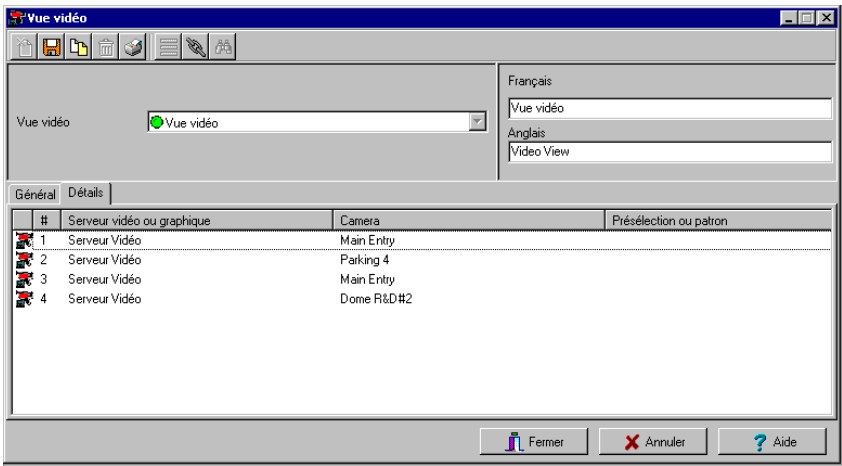 Vue vidéo
Français
Vue vidéo
Vue vidéo
Vue vidéo
Anglais
Video View
Général
Détails
# Serveur vidéo ou graphique Camera Présélection ou patron
1 Serveur Vidéo Main Entry
2 Serveur Vidéo Parking 4
3 Serveur Vidéo Main Entry
4 Serveur Vidéo Dome R&D#2
Fermer
Annuler
? Aide